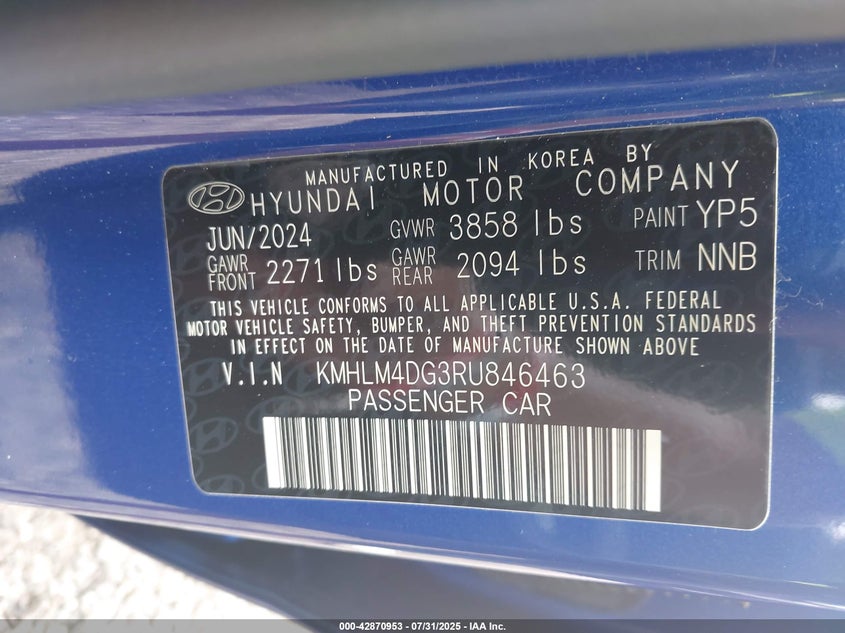 MANUFACTURED IN KOREA BY
HYUNDAI MOTOR COMPANY
JUN/2024 GVWR 3858 lbs PAINT YP5
GAWR FRONT 2271 lbs GAWR REAR 2094 lbs TRIM NNB
THIS VEHICLE CONFORMS TO ALL APPLICABLE U.S.A. FEDERAL
MOTOR VEHICLE SAFETY, BUMPER, AND THEFT PREVENTION STANDARDS
IN EFFECT ON THE DATE OF MANUFACTURE SHOWN ABOVE
V.I.N KMHLM4DG3RU846463
PASSENGER CAR
000-42870953 / 07/31/2025 - IAA Inc.